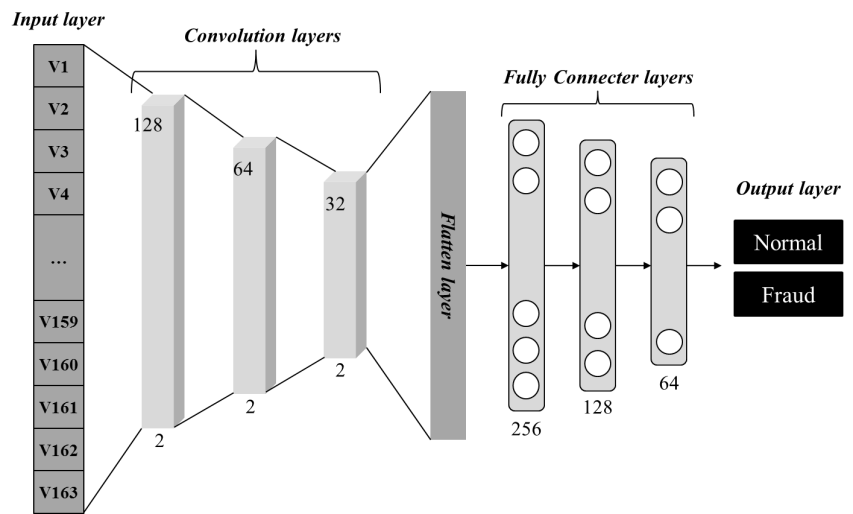 Input layer
V1
V2
V3
V4
...
V159
V160
V161
V162
V163
Convolution layers
128
2
64
2
32
2
Flatten layer
Fully Connecter layers
256
128
64
Output layer
Normal
Fraud